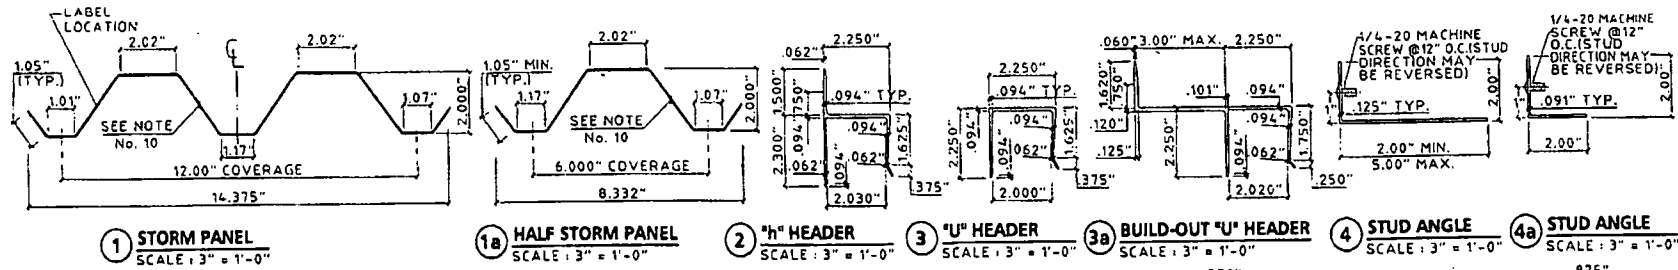 LABEL
LOCATION
2.02"
℄
2.02"
1.05"
(TYP.)
1.01"
1.07"
2.000"
SEE NOTE
No. 10
1.17"
12.00" COVERAGE
14.375"
1 STORM PANEL
SCALE : 3" = 1'-0"
2.02"
1.05" MIN.
(TYP.)
1.17"
1.07"
2.000"
SEE NOTE
No. 10
6.000" COVERAGE
8.332"
1a HALF STORM PANEL
SCALE : 3" = 1'-0"
2.250"
.062"
1.500"
.750"
.094" TYP.
2.300"
.094"
.094"
1.625"
.062"
.062"
.094"
.375"
2.030"
2 "h" HEADER
SCALE : 3" = 1'-0"
2.250"
.094" TYP.
2.250"
.094"
.094"
1.625"
.062"
.094"
.375"
2.000"
3 "U" HEADER
SCALE : 3" = 1'-0"
.060"
3.00" MAX.
2.250"
1.620"
.750"
.101"
.094"
.120"
.094"
1.750"
.125"
2.250"
.062"
.094"
.250"
2.020"
3a BUILD-OUT "U" HEADER
SCALE : 3" = 1'-0"
1/4-20 MACHINE
SCREW @12" O.C.(STUD
DIRECTION MAY
BE REVERSED)
2.00"
1"
.125" TYP.
2.00" MIN.
5.00" MAX.
4 STUD ANGLE
SCALE : 3" = 1'-0"
1/4-20 MACHINE
SCREW @12"
O.C.(STUD
DIRECTION MAY
BE REVERSED)
2.00"
1"
.091" TYP.
2.00"
4a STUD ANGLE
SCALE : 3" = 1'-0"